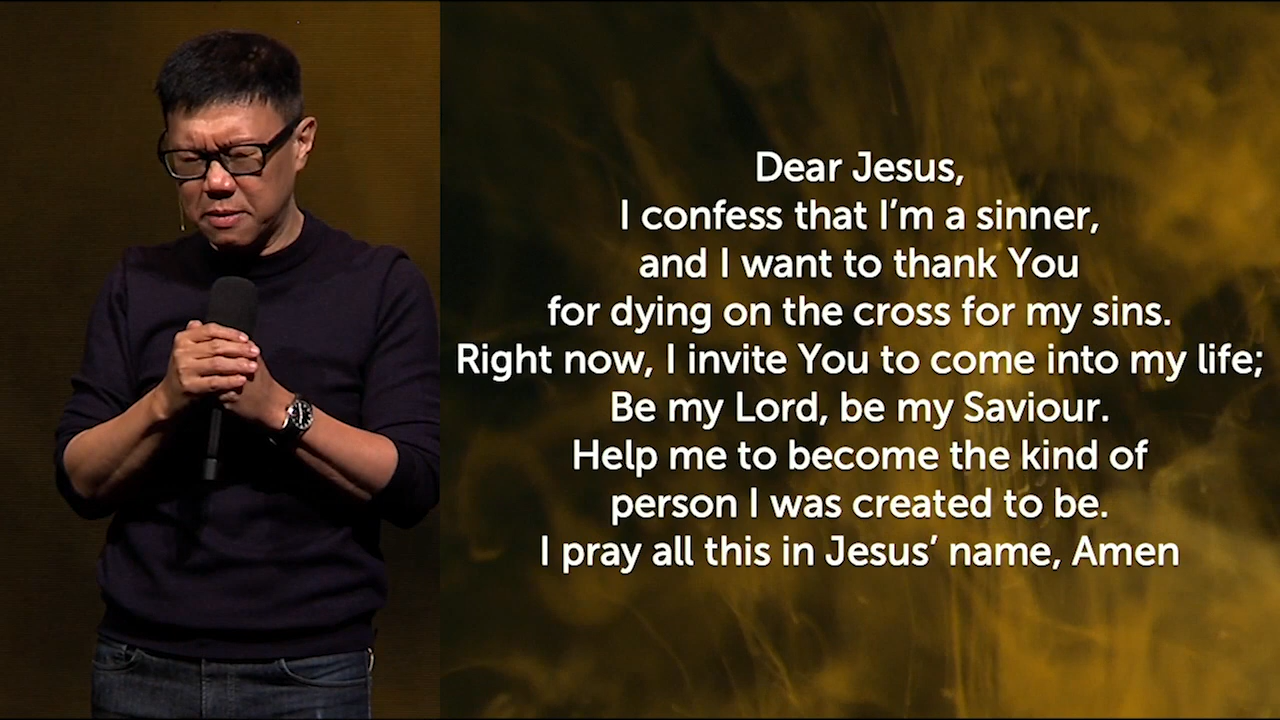 Dear Jesus,
I confess that I’m a sinner,
and I want to thank You
for dying on the cross for my sins.
Right now, I invite You to come into my life;
Be my Lord, be my Saviour.
Help me to become the kind of
person I was created to be.
I pray all this in Jesus’ name, Amen